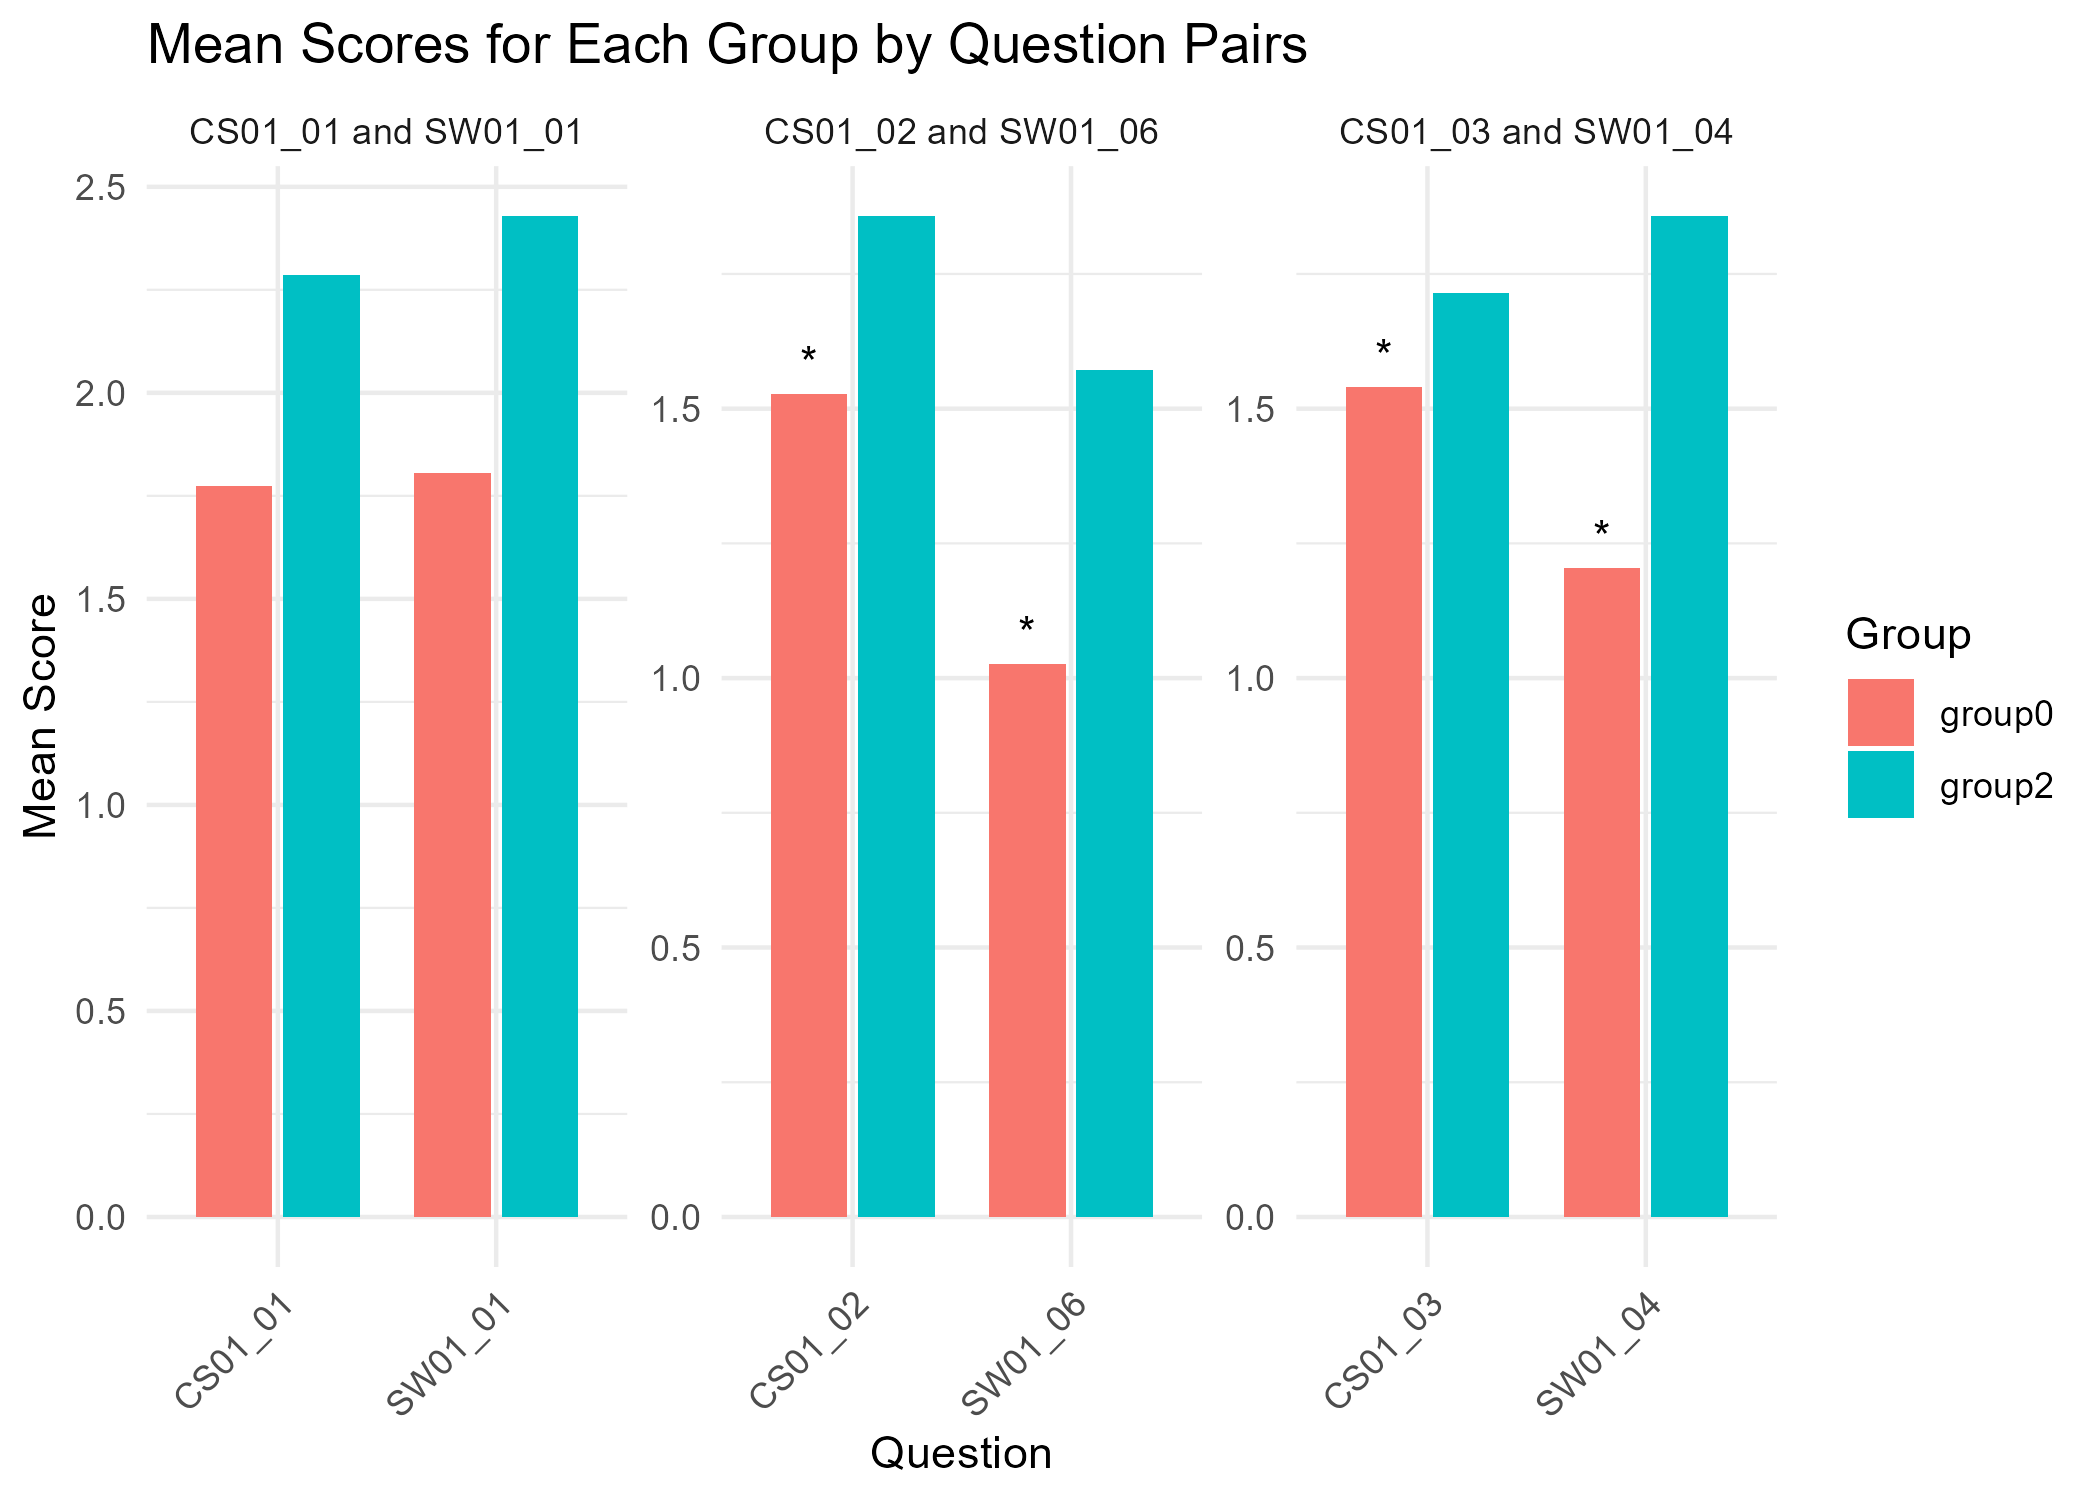 Mean Scores for Each Group by Question Pairs
CS01_01 and SW01_01
CS01_02 and SW01_06
CS01_03 and SW01_04
Mean Score
2.5
2.0
1.5
1.0
0.5
0.0
1.5
1.0
0.5
0.0
1.5
1.0
0.5
0.0
*
*
*
*
CS01_01
SW01_01
CS01_02
SW01_06
CS01_03
SW01_04
Question
Group
group0
group2